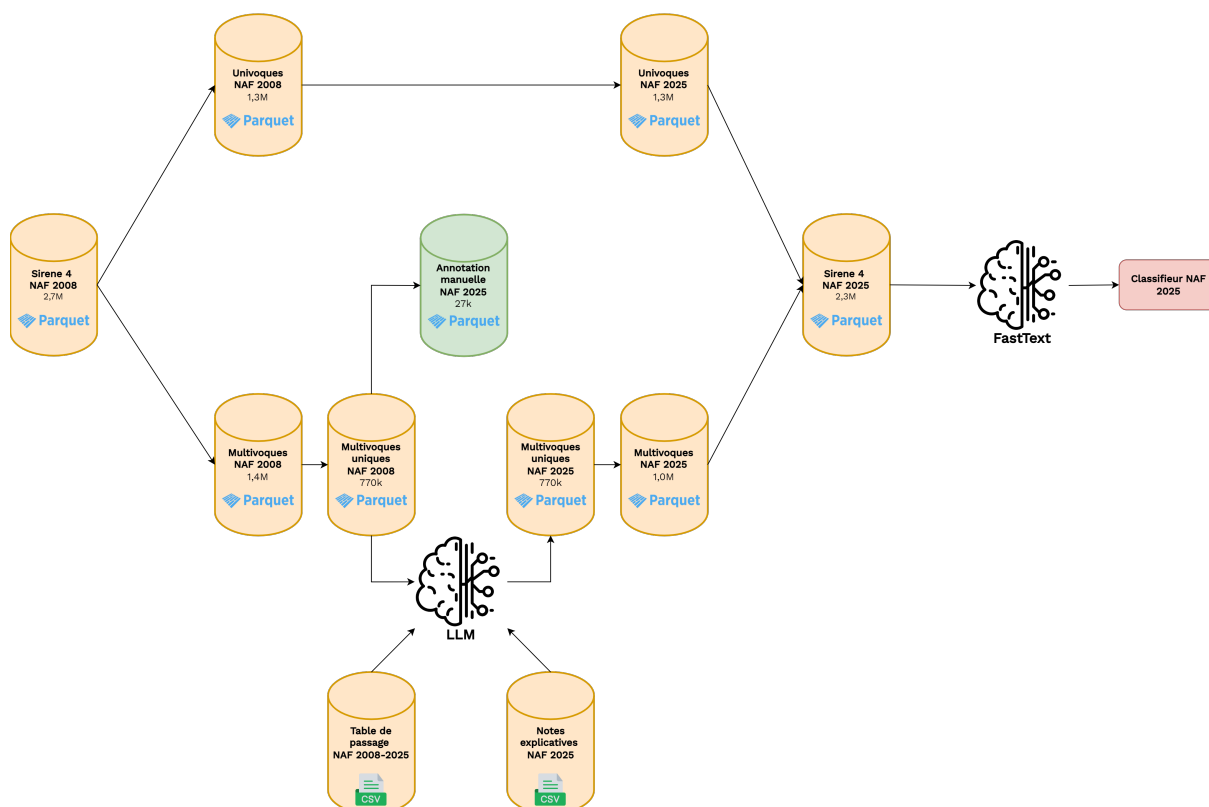 Univoques
NAF 2008
1,3M
Parquet
Univoques
NAF 2025
1,3M
Parquet
Sirene 4
NAF 2008
2,7M
Parquet
Annotation
manuelle
NAF 2025
27k
Parquet
Sirene 4
NAF 2025
2,3M
Parquet
FastText
Classifieur NAF
2025
Multivoques
NAF 2008
1,4M
Parquet
Multivoques
uniques
NAF 2008
770k
Parquet
Multivoques
uniques
NAF 2025
770k
Parquet
Multivoques
NAF 2025
1,0M
Parquet
LLM
Table de
passage
NAF 2008-2025
CSV
Notes
explicatives
NAF 2025
CSV